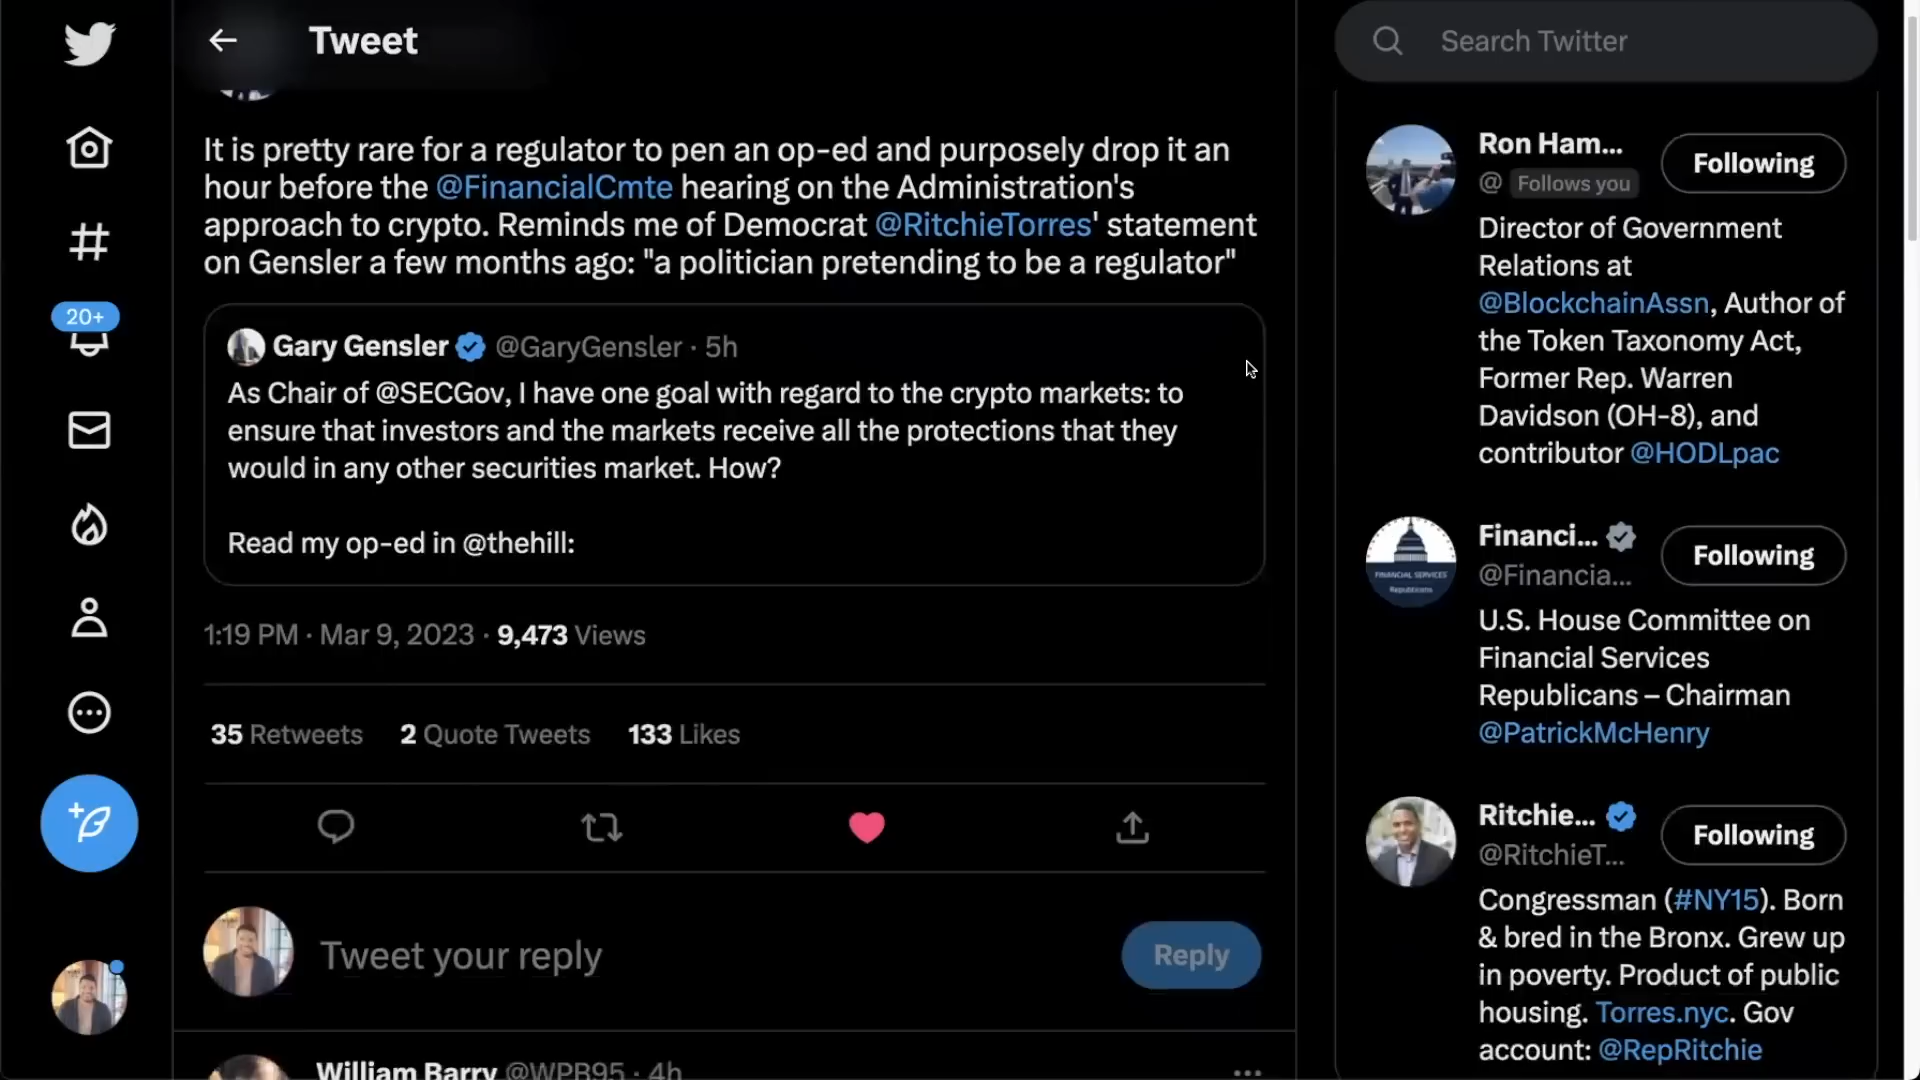 Tweet
Search Twitter
It is pretty rare for a regulator to pen an op-ed and purposely drop it an
hour before the @FinancialCmte hearing on the Administration's
approach to crypto. Reminds me of Democrat @RitchieTorres' statement
on Gensler a few months ago: "a politician pretending to be a regulator"
20+
Gary Gensler @GaryGensler · 5h
As Chair of @SECGov, I have one goal with regard to the crypto markets: to
ensure that investors and the markets receive all the protections that they
would in any other securities market. How?
Read my op-ed in @thehill:
1:19 PM · Mar 9, 2023 · 9,473 Views
35 Retweets 2 Quote Tweets 133 Likes
Tweet your reply
Reply
William Barry @WPB95 · 4h
Ron Ham...
Following
@ Follows you
Director of Government
Relations at
@BlockchainAssn, Author of
the Token Taxonomy Act,
Former Rep. Warren
Davidson (OH-8), and
contributor @HODLpac
FINANCIAL SERVICES
Republicans
Financi...
Following
@Financia...
U.S. House Committee on
Financial Services
Republicans – Chairman
@PatrickMcHenry
Ritchie...
Following
@RitchieT...
Congressman (#NY15). Born
& bred in the Bronx. Grew up
in poverty. Product of public
housing. Torres.nyc. Gov
account: @RepRitchie